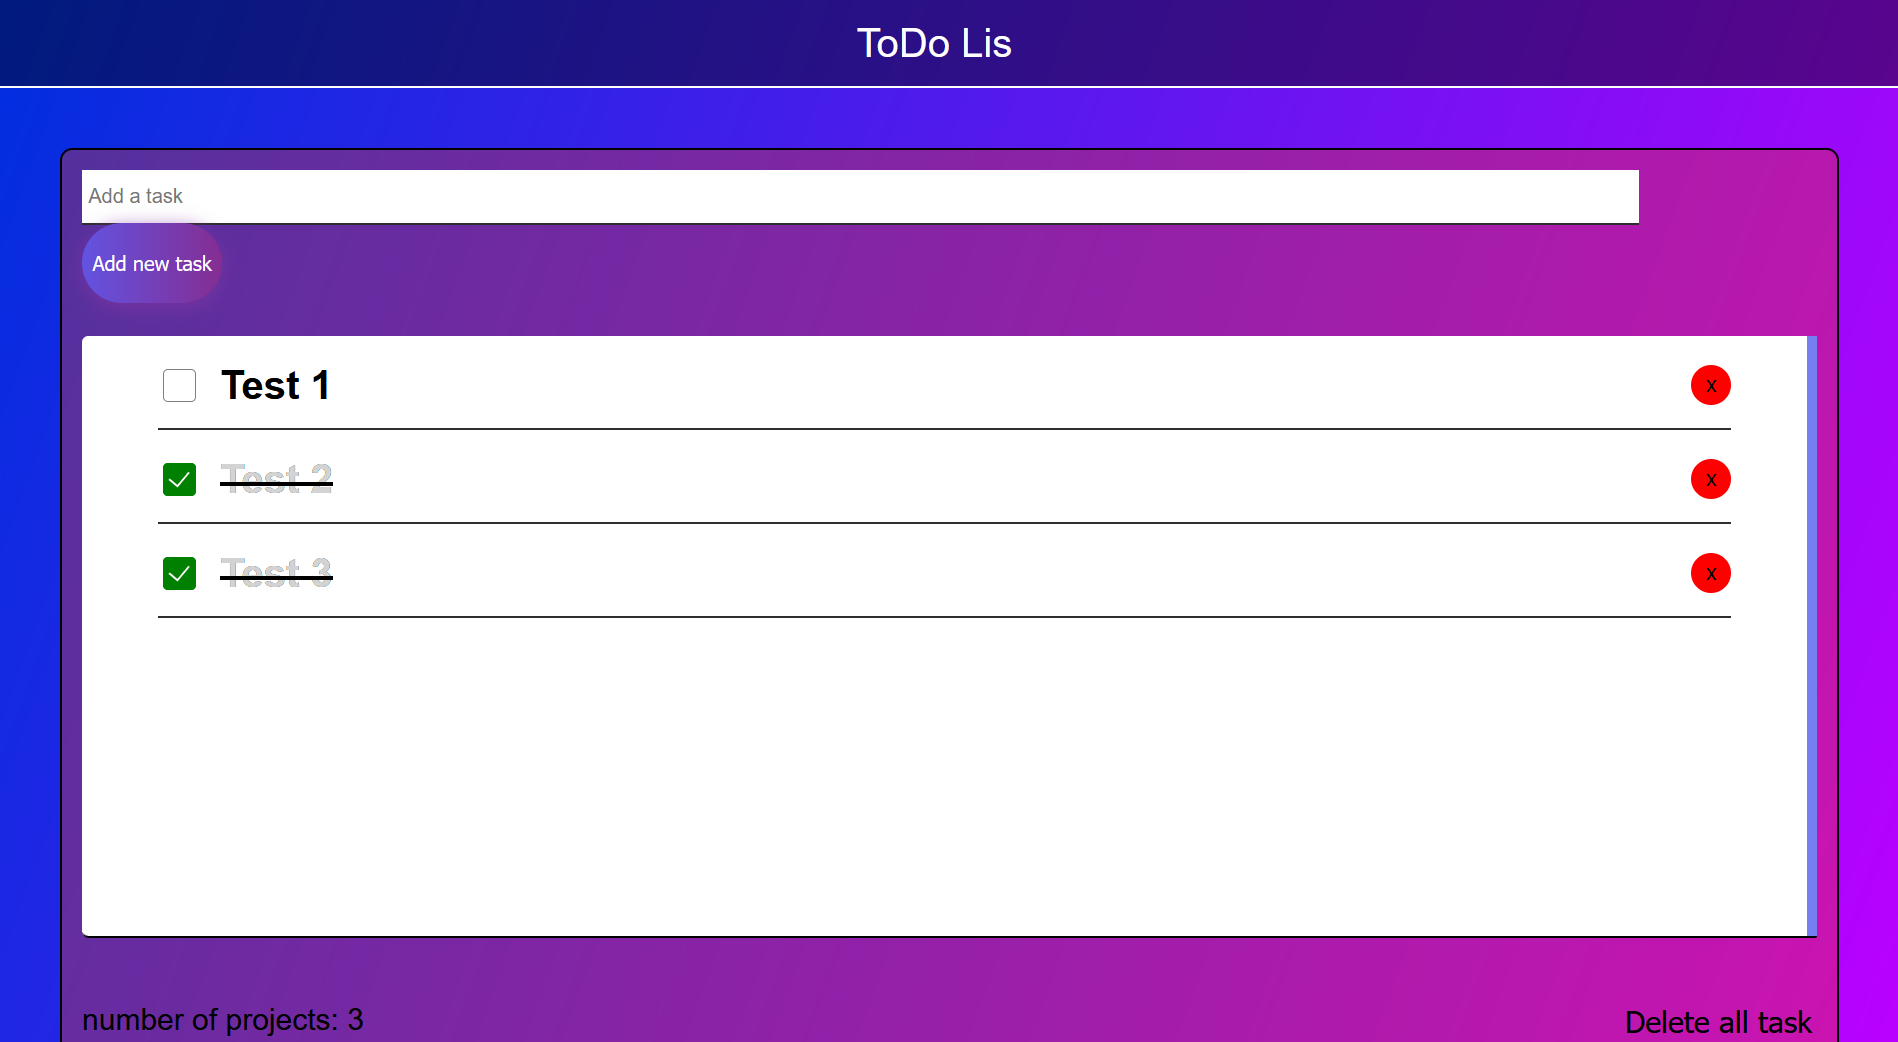 ToDo Lis
Add a task
Add new task
Test 1 x
Test 2 x
Test 3 x
number of projects: 3
Delete all task